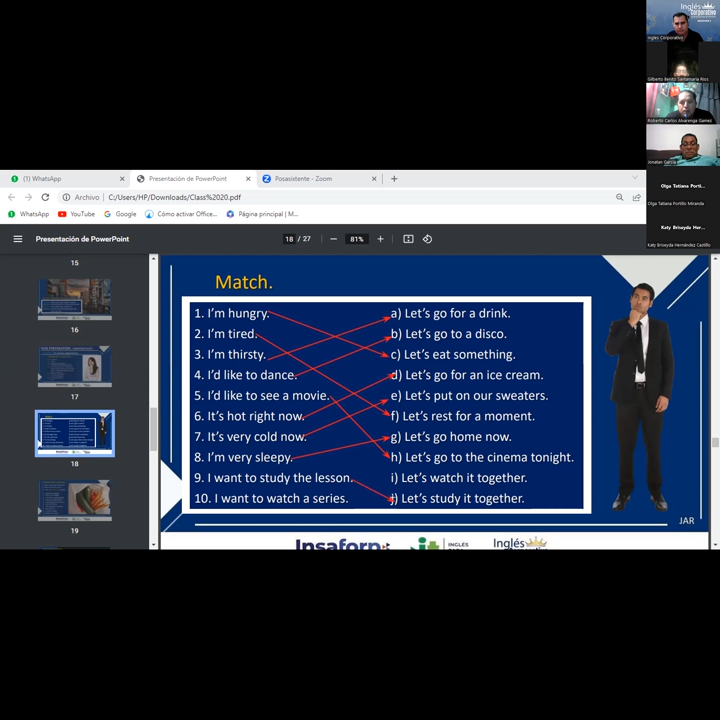 Inglés
Corporativo
Ingles Corporativo
Gilberto Benito Santamaria Rios
Roberto Carlos Alvarenga Gamez
Jonatan Garcia
Olga Tatiana Porti...
Olga Tatiana Portillo Miranda
Katy Briseyda Her...
Katy Briseyda Hernández Castillo
(1) WhatsApp
Presentación de PowerPoint
Posasistente - Zoom
Archivo
C:/Users/HP/Downloads/Class%2020.pdf
WhatsApp
YouTube
Google
Cómo activar Office...
Página principal | M...
Presentación de PowerPoint
18 / 27
81%
15
16
17
18
19
Match.
1. I'm hungry.
a) Let's go for a drink.
2. I'm tired.
b) Let's go to a disco.
3. I'm thirsty.
c) Let's eat something.
4. I'd like to dance.
d) Let's go for an ice cream.
5. I'd like to see a movie.
e) Let's put on our sweaters.
6. It's hot right now.
f) Let's rest for a moment.
7. It's very cold now.
g) Let's go home now.
8. I'm very sleepy.
h) Let's go to the cinema tonight.
9. I want to study the lesson.
i) Let's watch it together.
10. I want to watch a series.
j) Let's study it together.
JAR
Insaforp
INGLÉS
Inglés